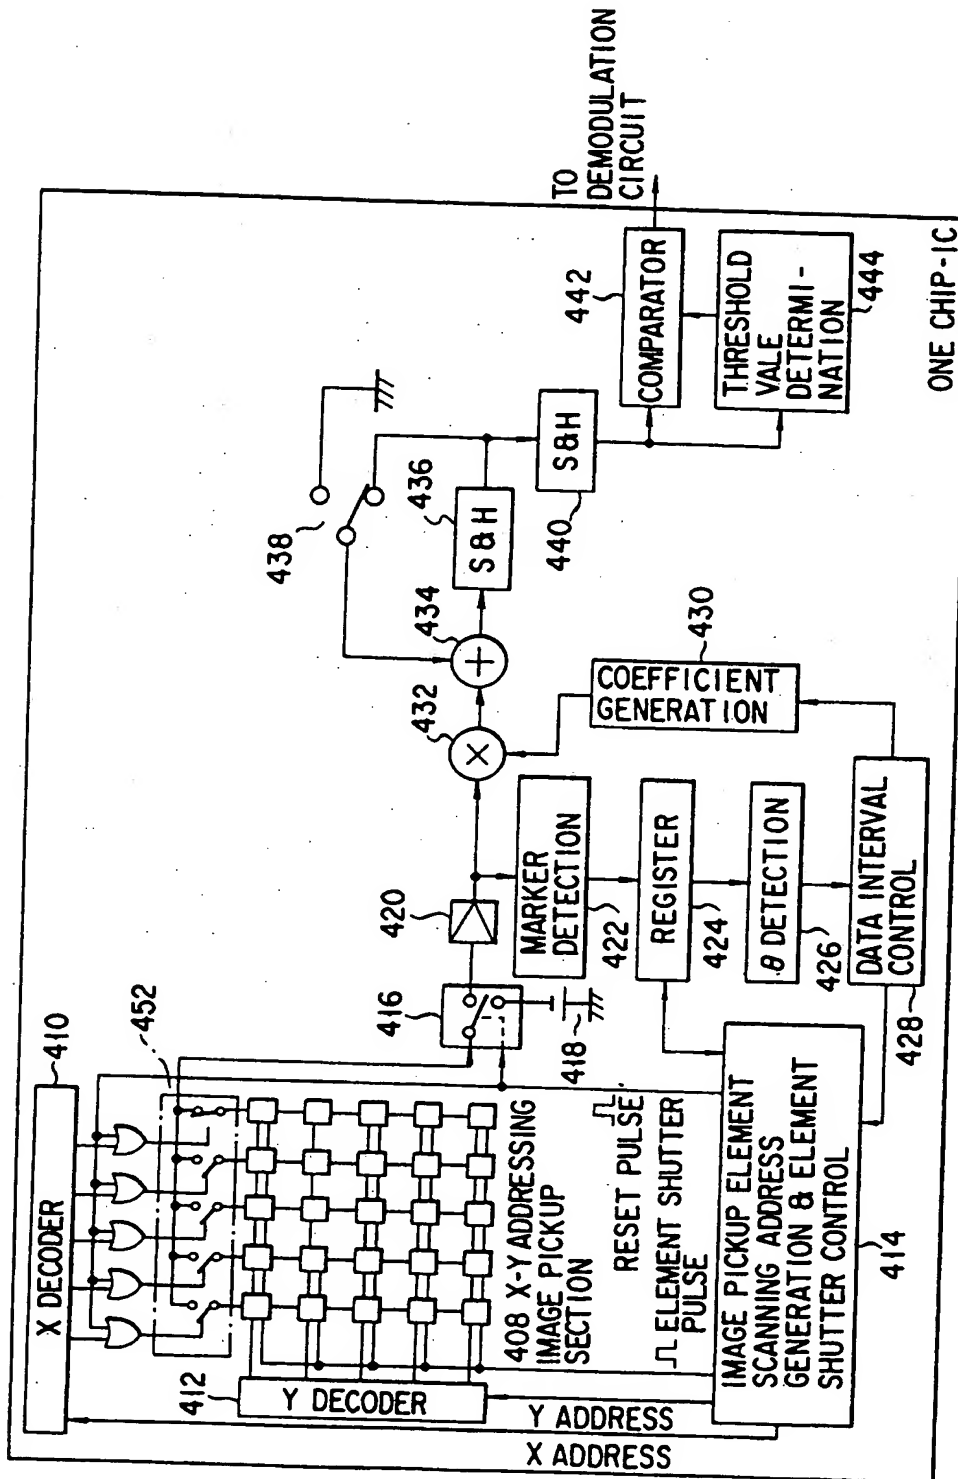 410
X DECODER
452
412
Y DECODER
408 X-Y ADDRESSING
IMAGE PICKUP
SECTION
RESET PULSE
ELEMENT SHUTTER
PULSE
Y ADDRESS
X ADDRESS
IMAGE PICKUP ELEMENT
SCANNING ADDRESS
GENERATION & ELEMENT
SHUTTER CONTROL
414
416
418
420
MARKER
DETECTION
422
REGISTER
424
θ DETECTION
426
DATA INTERVAL
CONTROL
428
COEFFICIENT
GENERATION
430
432
×
434
+
S&H
436
438
S&H
440
COMPARATOR
442
THRESHOLD
VALE
DETERMI-
NATION
444
TO
DEMODULATION
CIRCUIT
ONE CHIP-IC